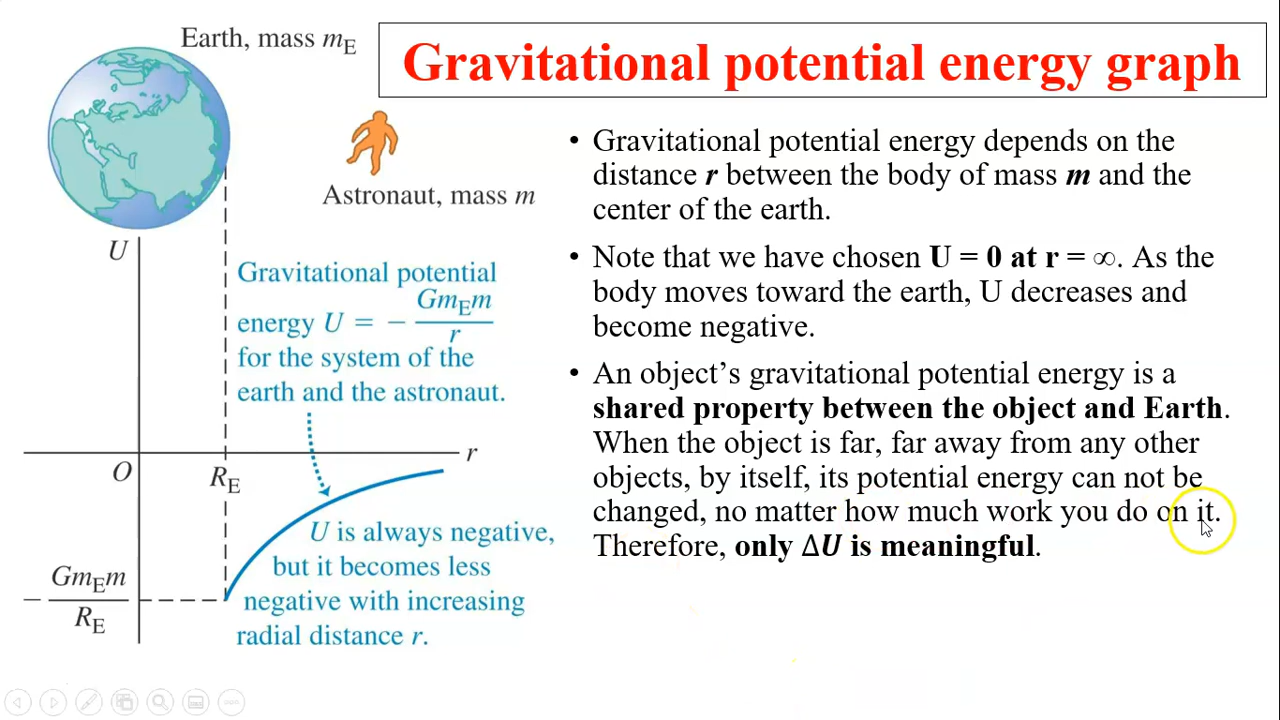 Earth, mass mE
Gravitational potential energy graph
Astronaut, mass m
U
Gravitational potential
energy U = − GmEm / r
for the system of the
earth and the astronaut.
r
O
RE
U is always negative,
but it becomes less
negative with increasing
radial distance r.
− GmEm / RE
• Gravitational potential energy depends on the
distance r between the body of mass m and the
center of the earth.
• Note that we have chosen U = 0 at r = ∞. As the
body moves toward the earth, U decreases and
become negative.
• An object’s gravitational potential energy is a
shared property between the object and Earth.
When the object is far, far away from any other
objects, by itself, its potential energy can not be
changed, no matter how much work you do on it.
Therefore, only ΔU is meaningful.